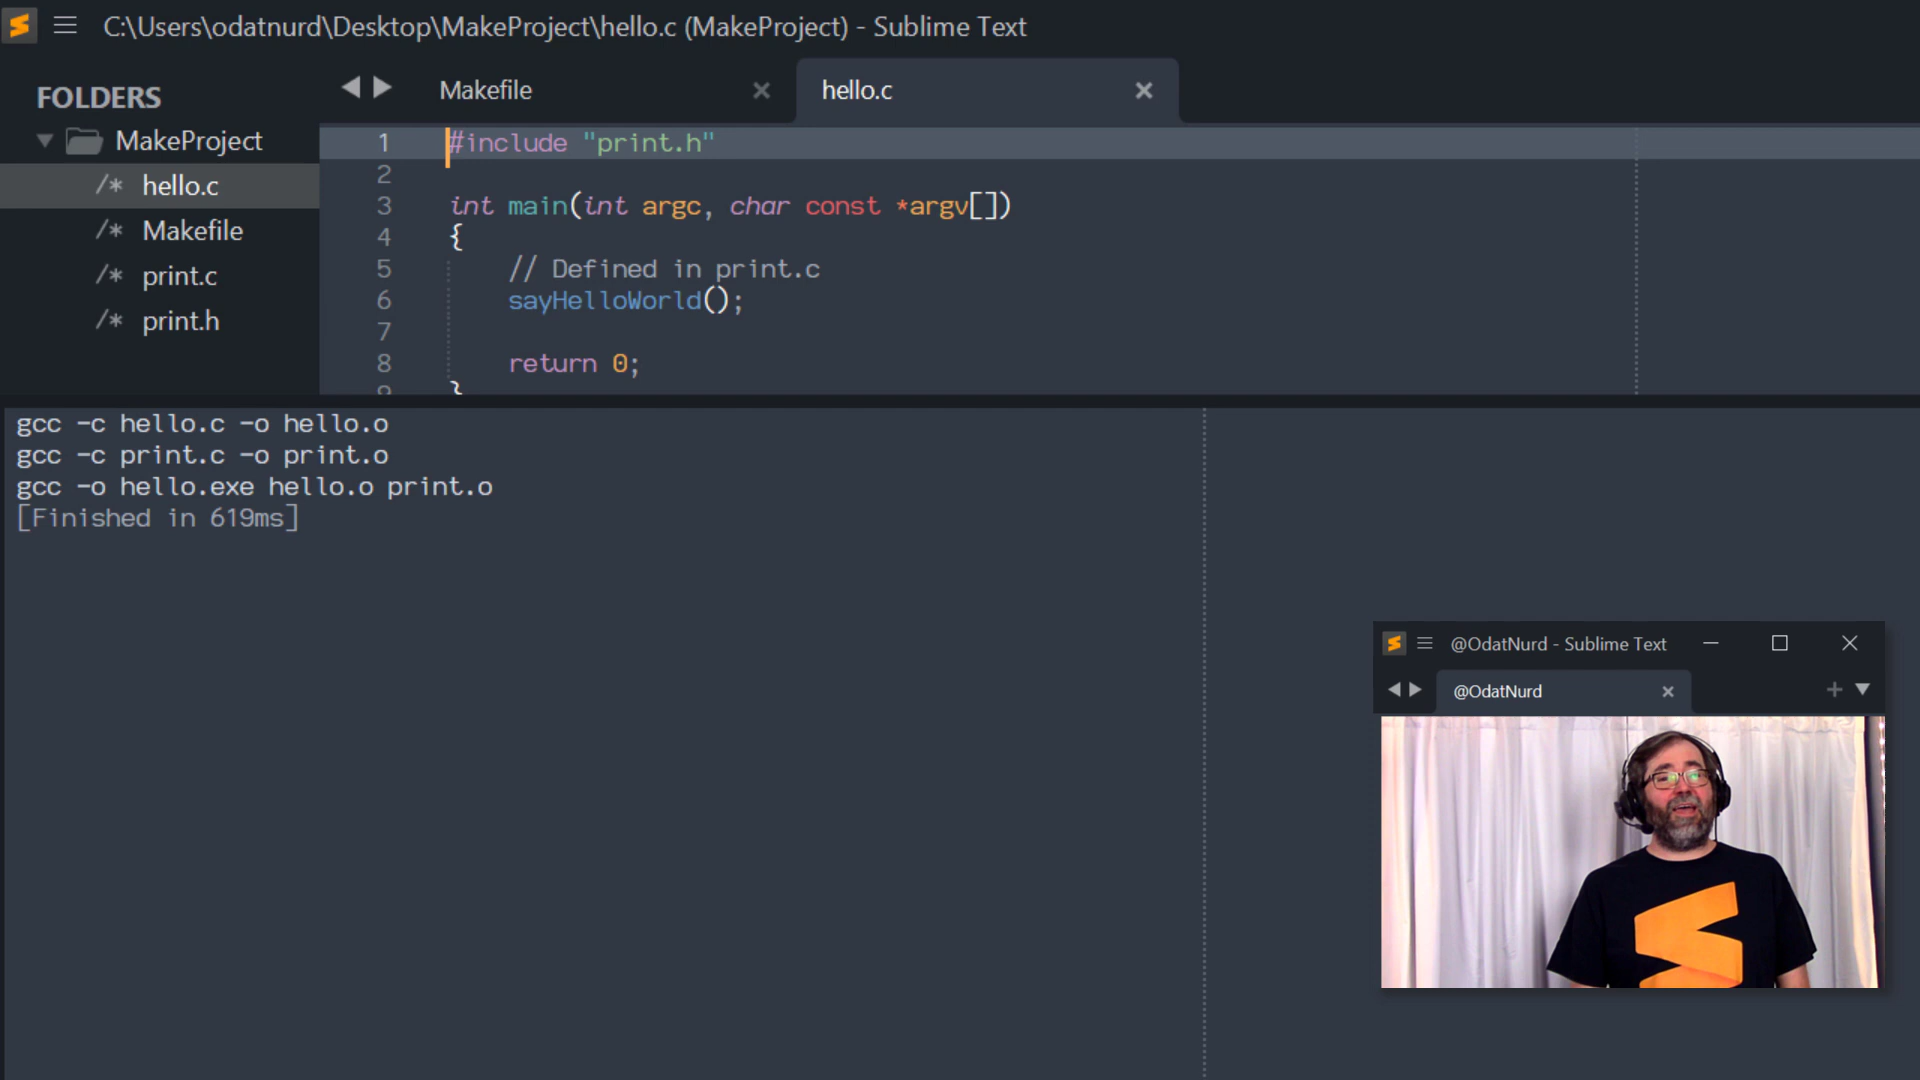 C:\Users\odatnurd\Desktop\MakeProject\hello.c (MakeProject) - Sublime Text
FOLDERS
MakeProject
/* hello.c
/* Makefile
/* print.c
/* print.h
Makefile
hello.c
1 #include "print.h"
2
3 int main(int argc, char const *argv[])
4 {
5 // Defined in print.c
6 sayHelloWorld();
7
8 return 0;
9 }
gcc -c hello.c -o hello.o
gcc -c print.c -o print.o
gcc -o hello.exe hello.o print.o
[Finished in 619ms]
@OdatNurd - Sublime Text
@OdatNurd